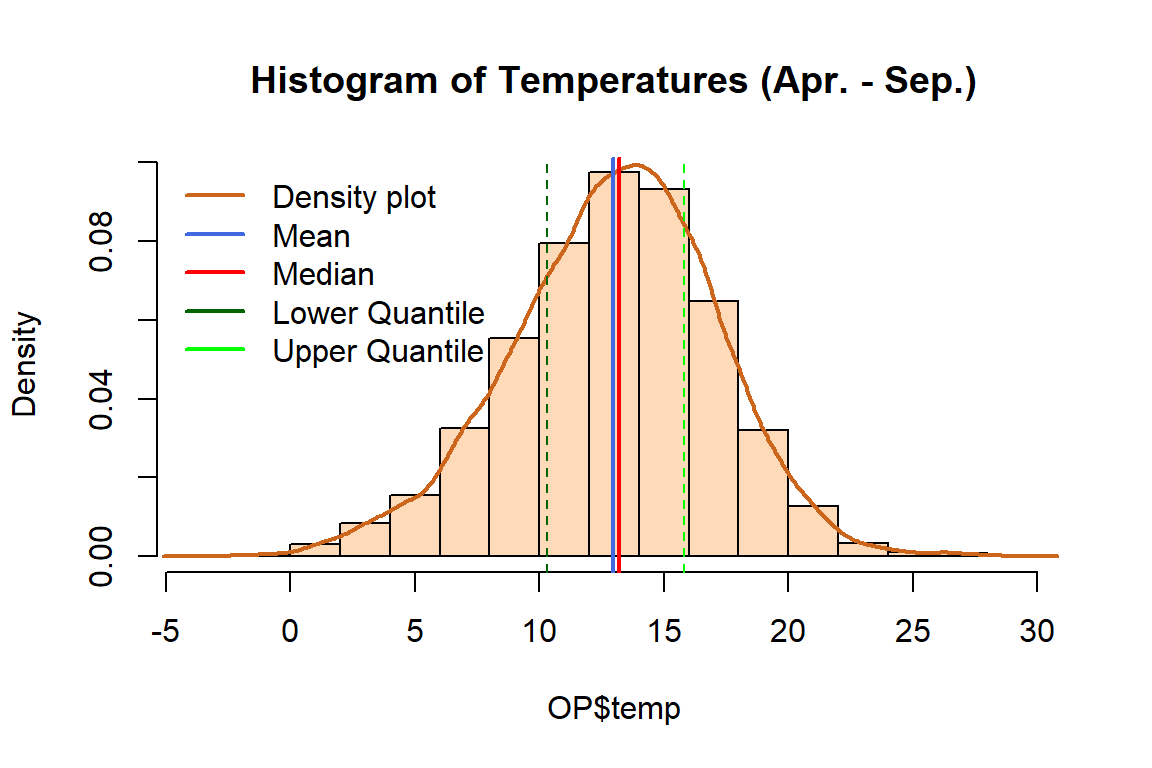 Histogram of Temperatures (Apr. - Sep.)
Density plot
Mean
Median
Lower Quantile
Upper Quantile
Density
0.08
0.04
0.00
-5 0 5 10 15 20 25 30
OP$temp